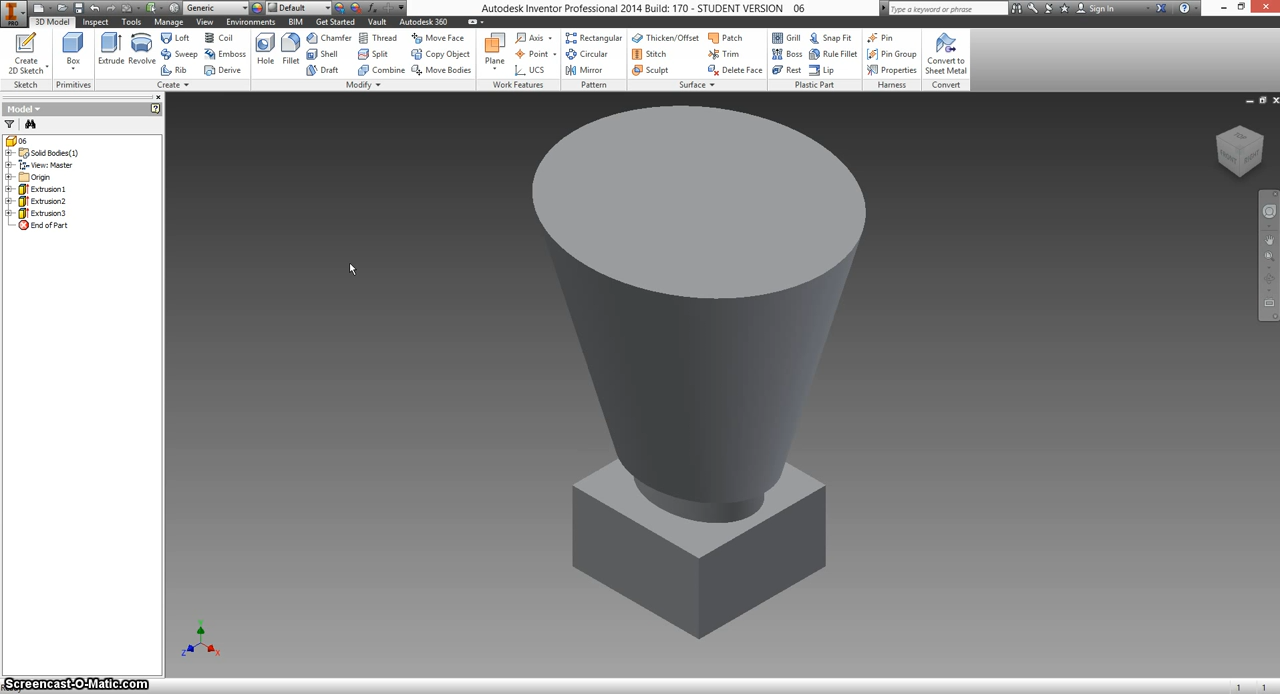 Generic Default Autodesk Inventor Professional 2014 Build: 170 - STUDENT VERSION 06 Type a keyword or phrase Sign In
PRO 3D Model Inspect Tools Manage View Environments BIM Get Started Vault Autodesk 360
Create 2D Sketch Box Extrude Revolve Loft Coil Hole Fillet Chamfer Thread Move Face Plane Axis Rectangular Thicken/Offset Patch Grill Snap Fit Pin Convert to Sheet Metal
Sweep Emboss Shell Split Copy Object Point Circular Stitch Trim Boss Rule Fillet Pin Group
Rib Derive Draft Combine Move Bodies UCS Mirror Sculpt Delete Face Rest Lip Properties
Sketch Primitives Create Modify Work Features Pattern Surface Plastic Part Harness Convert
Model
06
Solid Bodies(1)
View: Master
Origin
Extrusion1
Extrusion2
Extrusion3
End of Part
TOP
FRONT RIGHT
Z X
Screencast-O-Matic.com
1 1